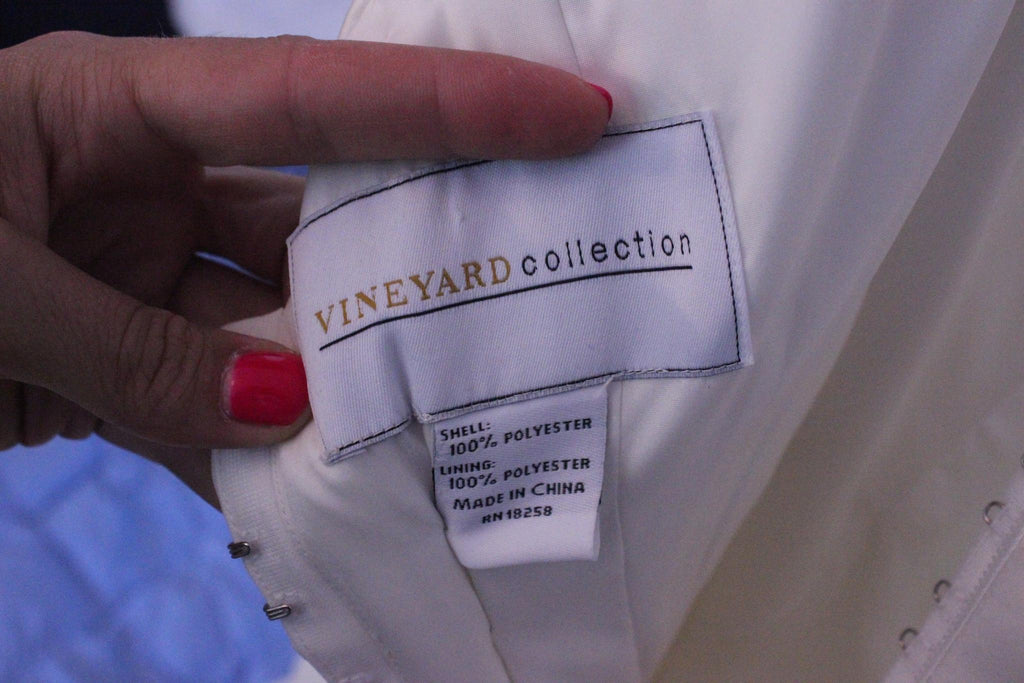 VINEYARD collection
SHELL:
100% POLYESTER
LINING:
100% POLYESTER
MADE IN CHINA
RN 18258